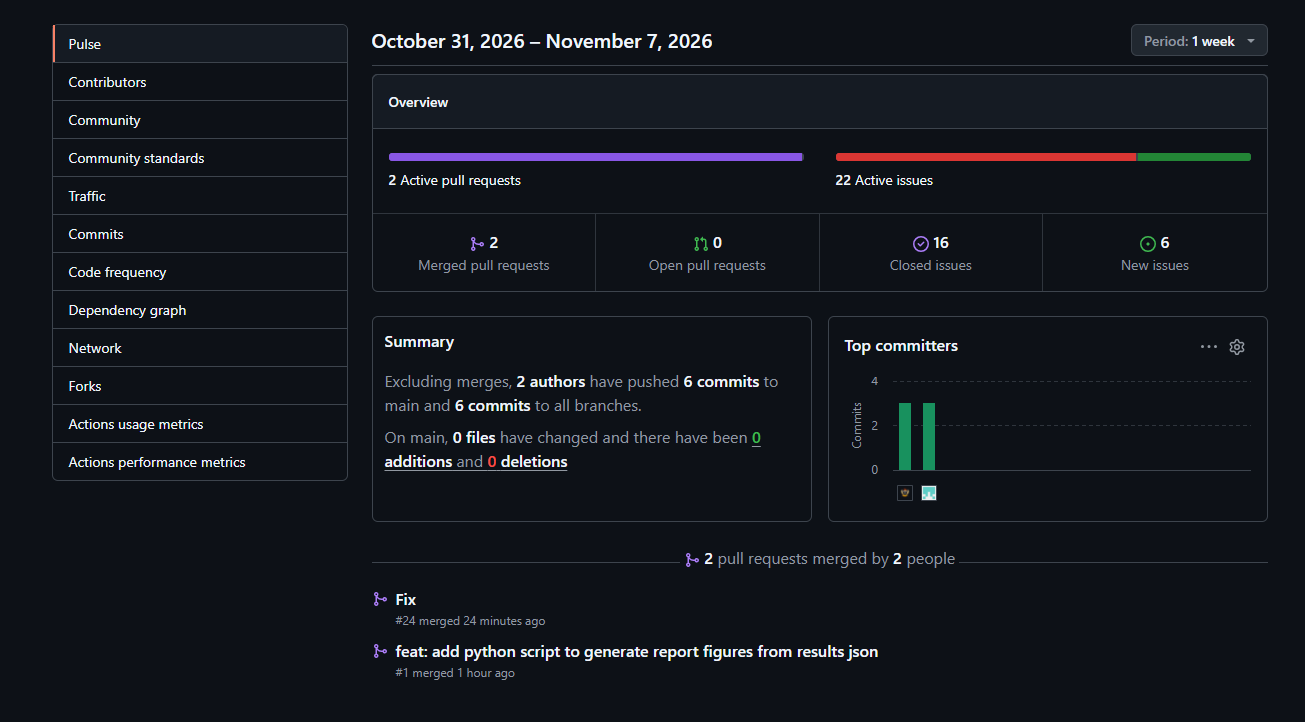 Pulse
Contributors
Community
Community standards
Traffic
Commits
Code frequency
Dependency graph
Network
Forks
Actions usage metrics
Actions performance metrics
October 31, 2026 – November 7, 2026
Period: 1 week
Overview
2 Active pull requests
22 Active issues
2
Merged pull requests
0
Open pull requests
16
Closed issues
6
New issues
Summary
Excluding merges, 2 authors have pushed 6 commits to
main and 6 commits to all branches.
On main, 0 files have changed and there have been 0
additions and 0 deletions
Top committers
Commits
4
2
0
2 pull requests merged by 2 people
Fix
#24 merged 24 minutes ago
feat: add python script to generate report figures from results json
#1 merged 1 hour ago